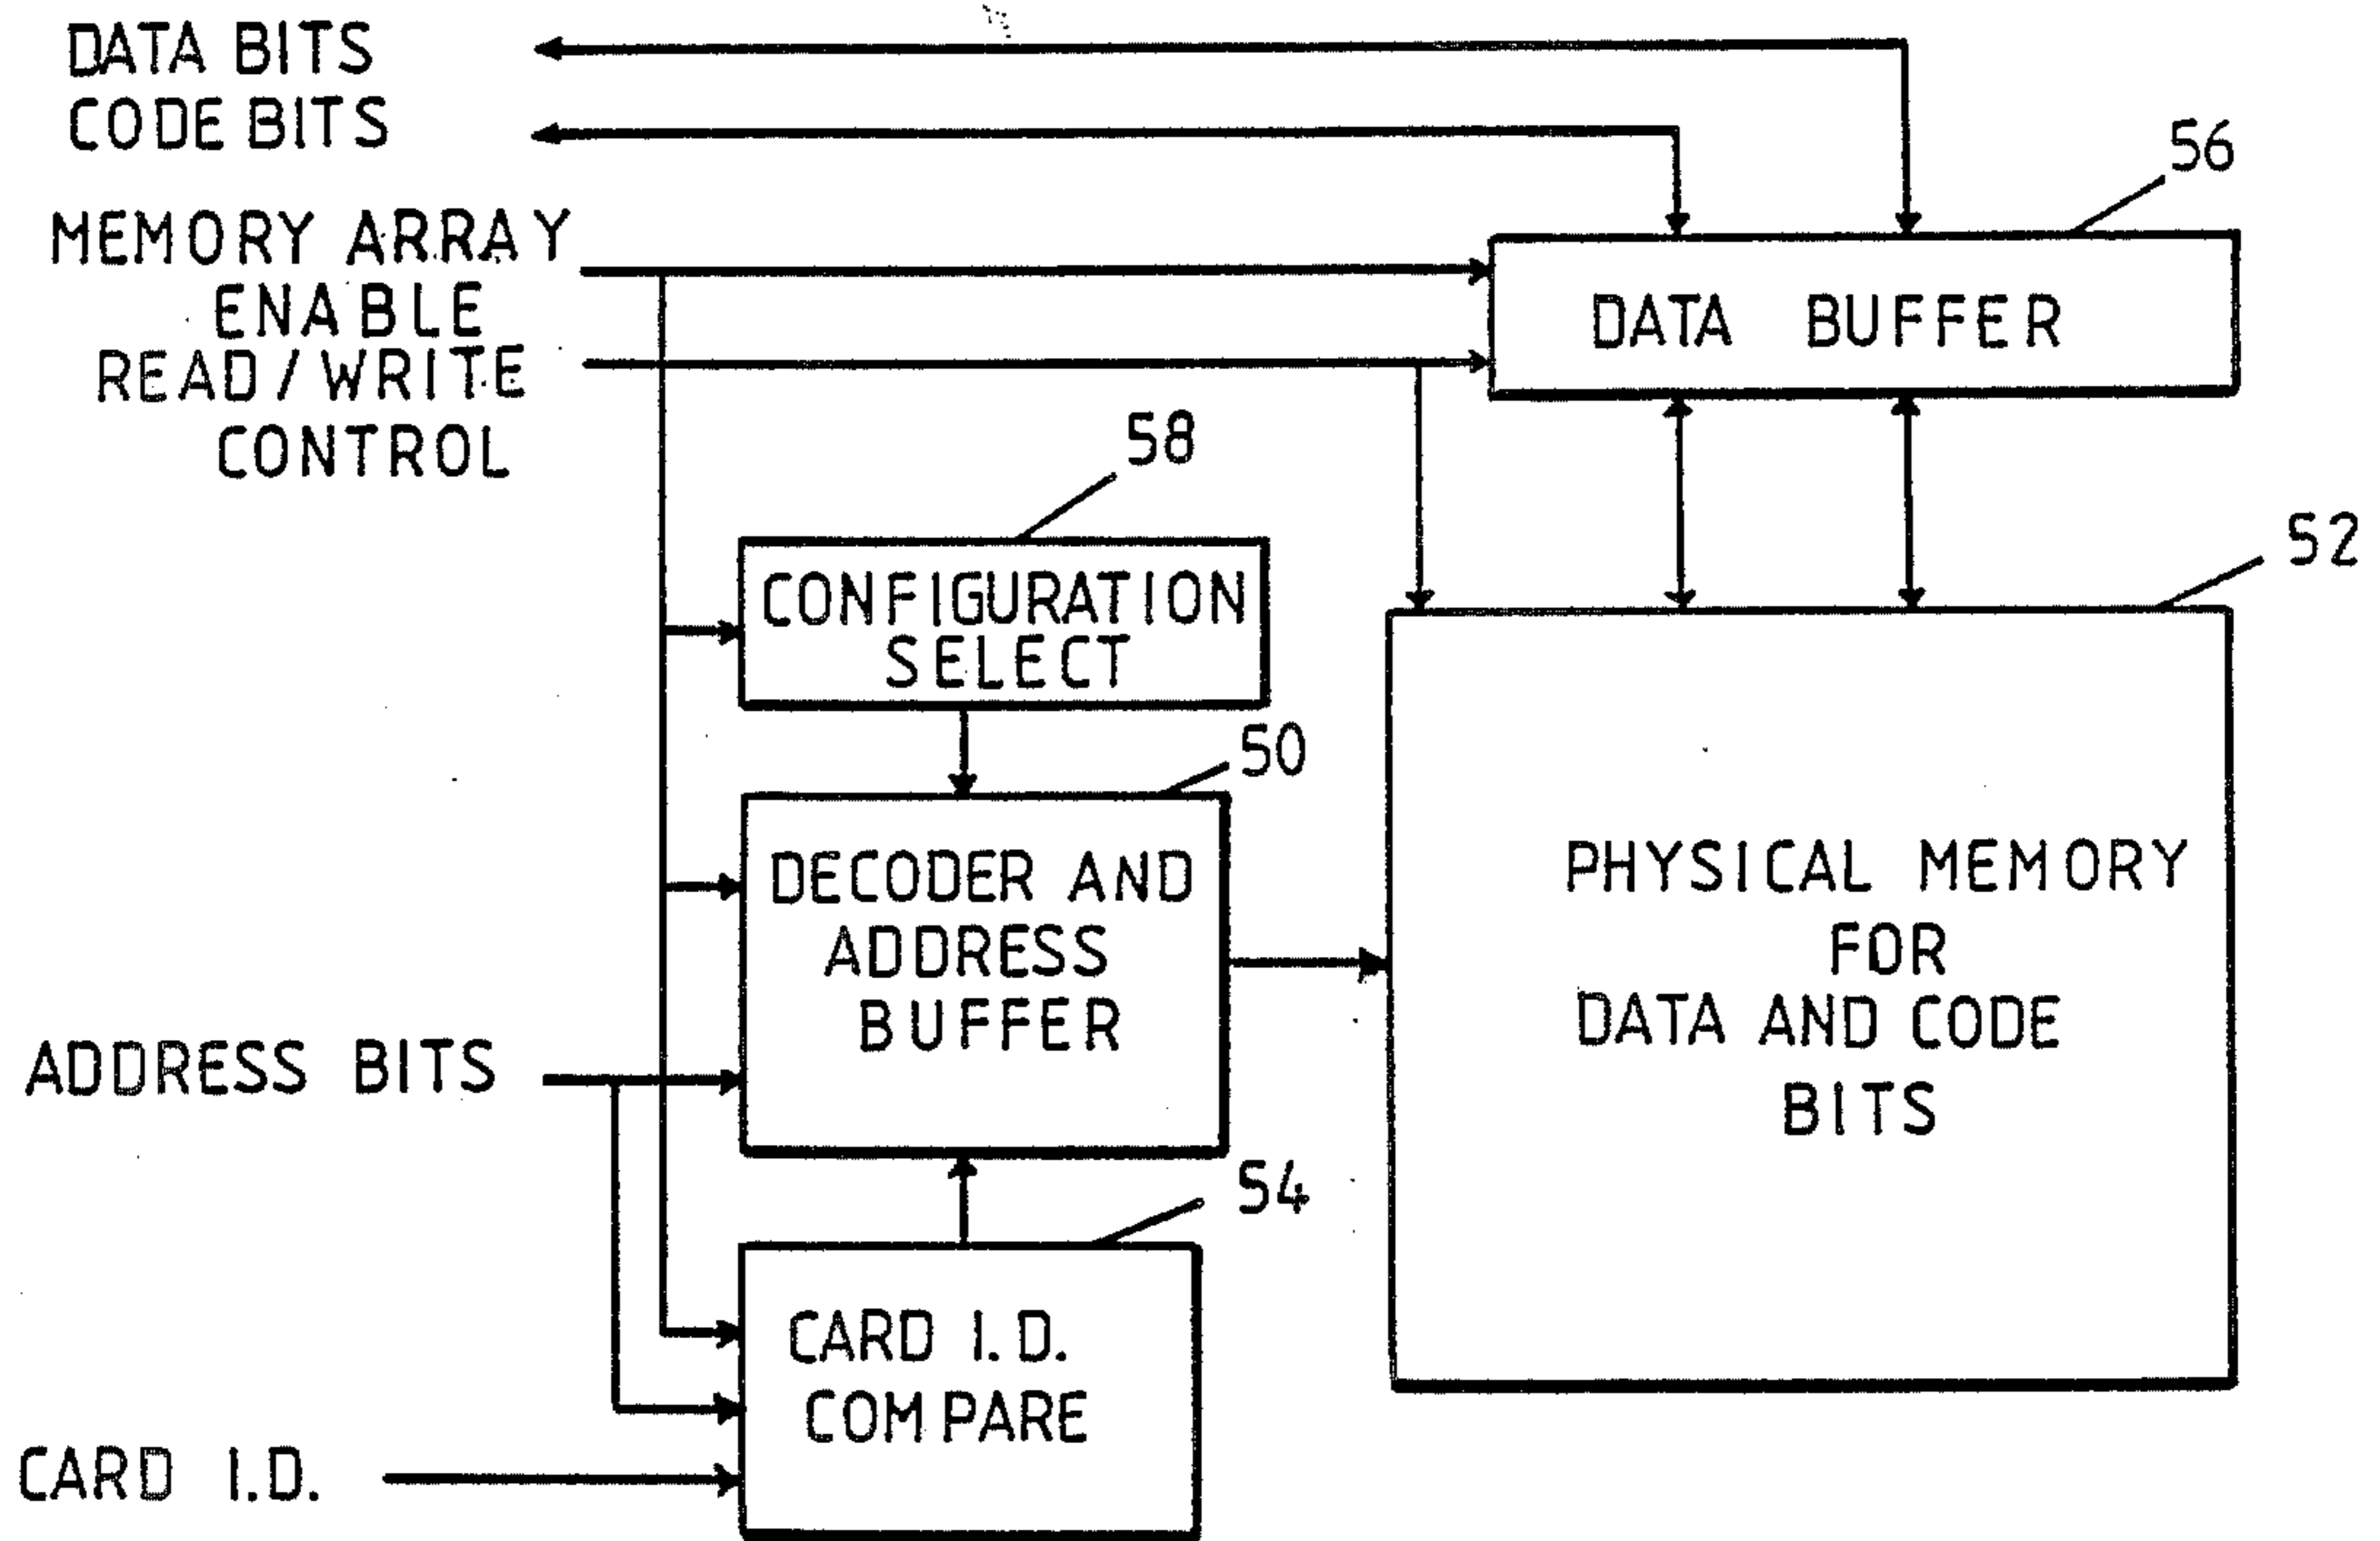 DATA BITS
CODE BITS
56
MEMORY ARRAY
ENABLE
DATA BUFFER
READ/WRITE
CONTROL
58
52
CONFIGURATION
SELECT
50
DECODER AND
ADDRESS
BUFFER
PHYSICAL MEMORY
FOR
DATA AND CODE
BITS
ADDRESS BITS
54
CARD I.D.
COMPARE
CARD I.D.